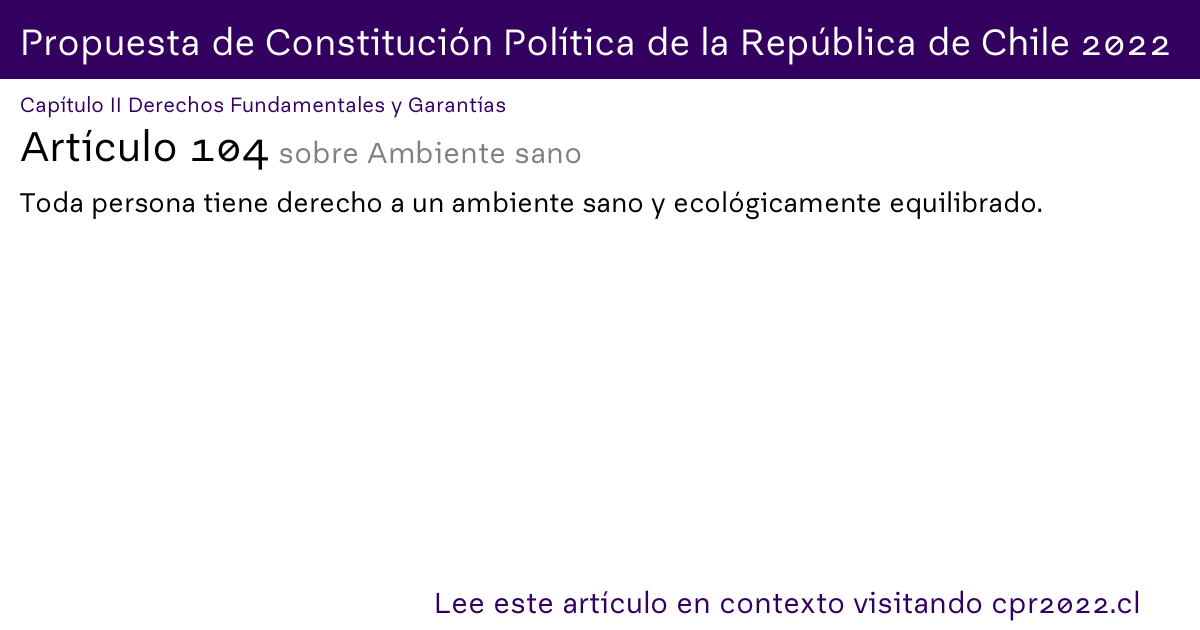 Propuesta de Constitución Política de la República de Chile 2022
Capítulo II Derechos Fundamentales y Garantías
Artículo 104 sobre Ambiente sano
Toda persona tiene derecho a un ambiente sano y ecológicamente equilibrado.
Lee este artículo en contexto visitando cpr2022.cl